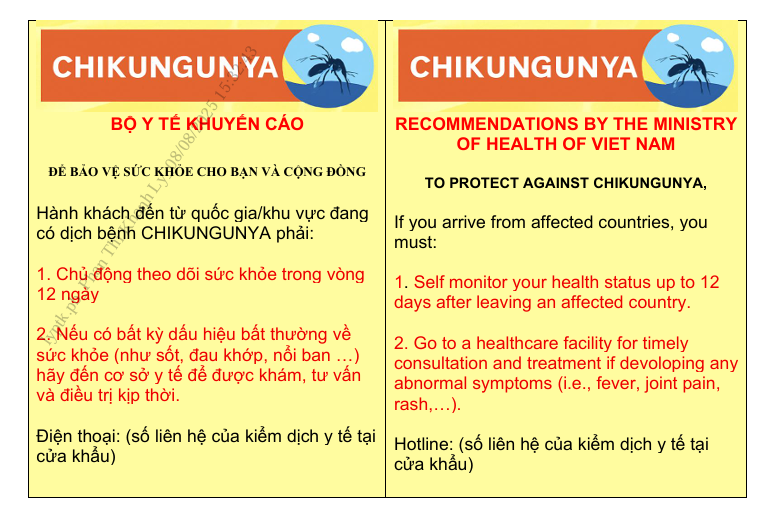 CHIKUNGUNYA
BỘ Y TẾ KHUYẾN CÁO
ĐỂ BẢO VỆ SỨC KHỎE CHO BẠN VÀ CỘNG ĐỒNG
Hành khách đến từ quốc gia/khu vực đang
có dịch bệnh CHIKUNGUNYA phải:
1. Chủ động theo dõi sức khỏe trong vòng
12 ngày
2. Nếu có bất kỳ dấu hiệu bất thường về
sức khỏe (như sốt, đau khớp, nổi ban …)
hãy đến cơ sở y tế để được khám, tư vấn
và điều trị kịp thời.
Điện thoại: (số liên hệ của kiểm dịch y tế tại
cửa khẩu)
CHIKUNGUNYA
RECOMMENDATIONS BY THE MINISTRY
OF HEALTH OF VIET NAM
TO PROTECT AGAINST CHIKUNGUNYA,
If you arrive from affected countries, you
must:
1. Self monitor your health status up to 12
days after leaving an affected country.
2. Go to a healthcare facility for timely
consultation and treatment if devoloping any
abnormal symptoms (i.e., fever, joint pain,
rash,…).
Hotline: (số liên hệ của kiểm dịch y tế tại
cửa khẩu)